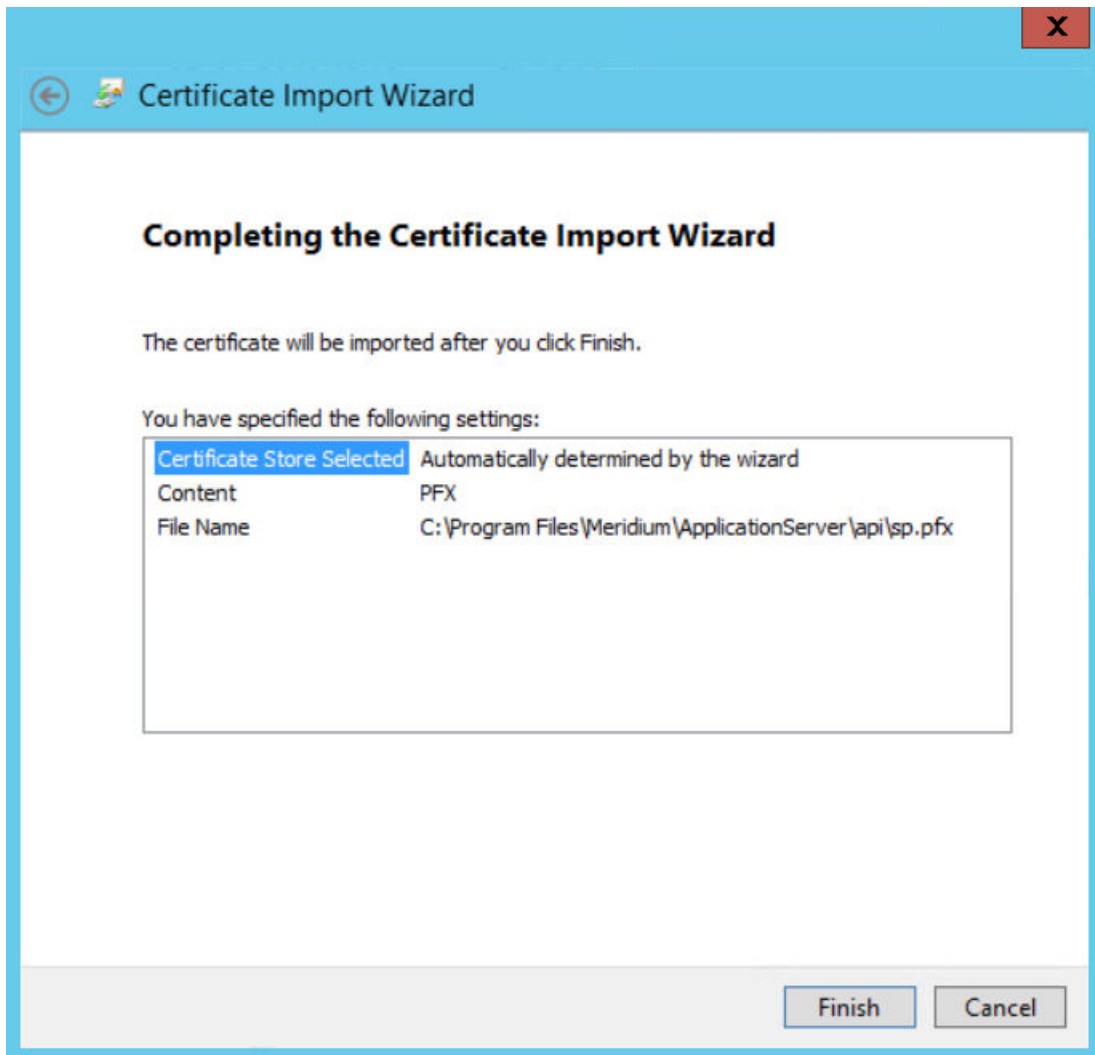 X
Certificate Import Wizard
Completing the Certificate Import Wizard
The certificate will be imported after you click Finish.
You have specified the following settings:
Certificate Store Selected Automatically determined by the wizard
Content PFX
File Name C:\Program Files\Meridium\ApplicationServer\api\sp.pfx
Finish Cancel